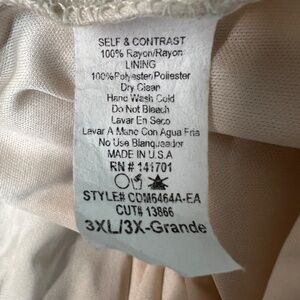 SELF & CONTRAST
100% Rayon/Rayon
LINING
100%Polyester/Poliester
Dry Clean
Hand Wash Cold
Do Not Bleach
Lavar En Seco
Lavar A Mano Con Agua Fria
No Use Blanqueador
MADE IN U.S.A
RN # 141701
STYLE# CDM6464A-EA
CUT# 13866
3XL/3X-Grande